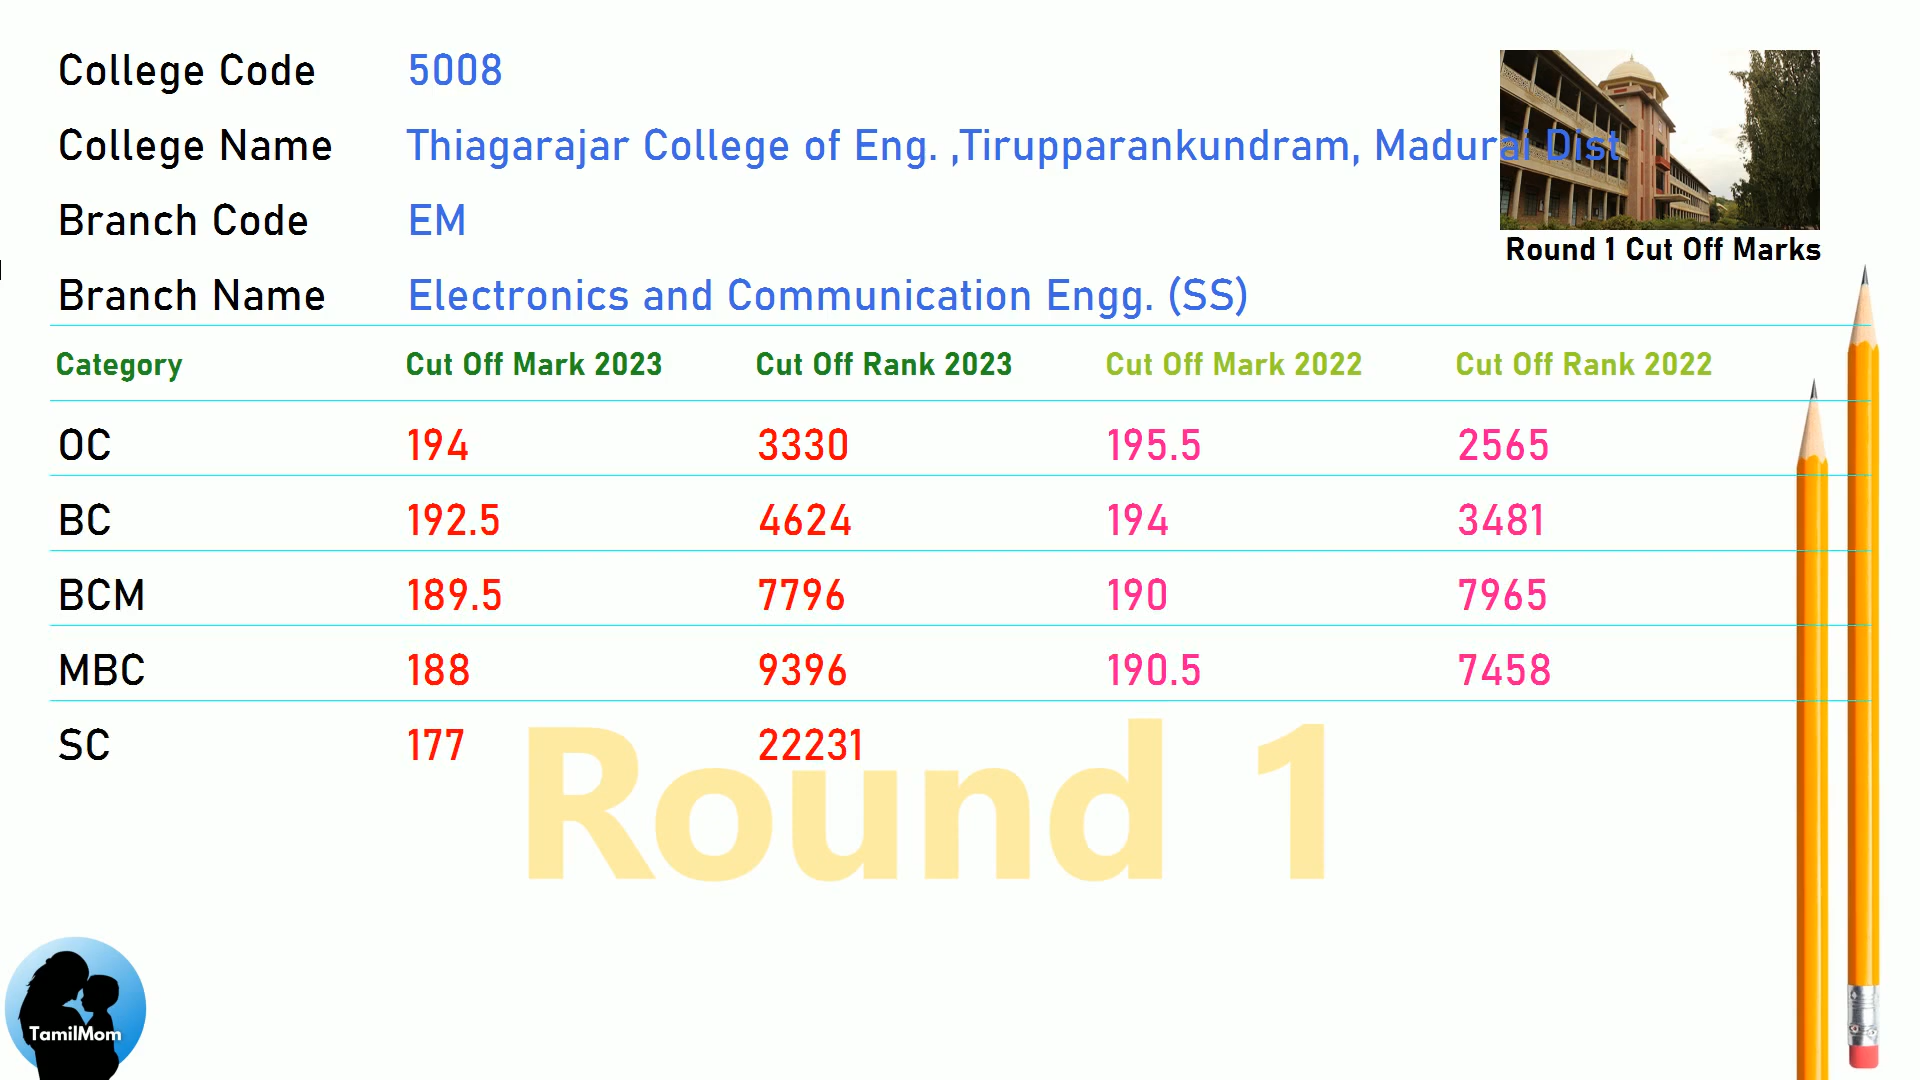 College Code 5008
College Name Thiagarajar College of Eng. ,Tirupparankundram, Madurai Dist
Branch Code EM
Round 1 Cut Off Marks
Branch Name Electronics and Communication Engg. (SS)
Category Cut Off Mark 2023 Cut Off Rank 2023 Cut Off Mark 2022 Cut Off Rank 2022
OC 194 3330 195.5 2565
BC 192.5 4624 194 3481
BCM 189.5 7796 190 7965
MBC 188 9396 190.5 7458
SC 177 22231
Round 1
TamilMom